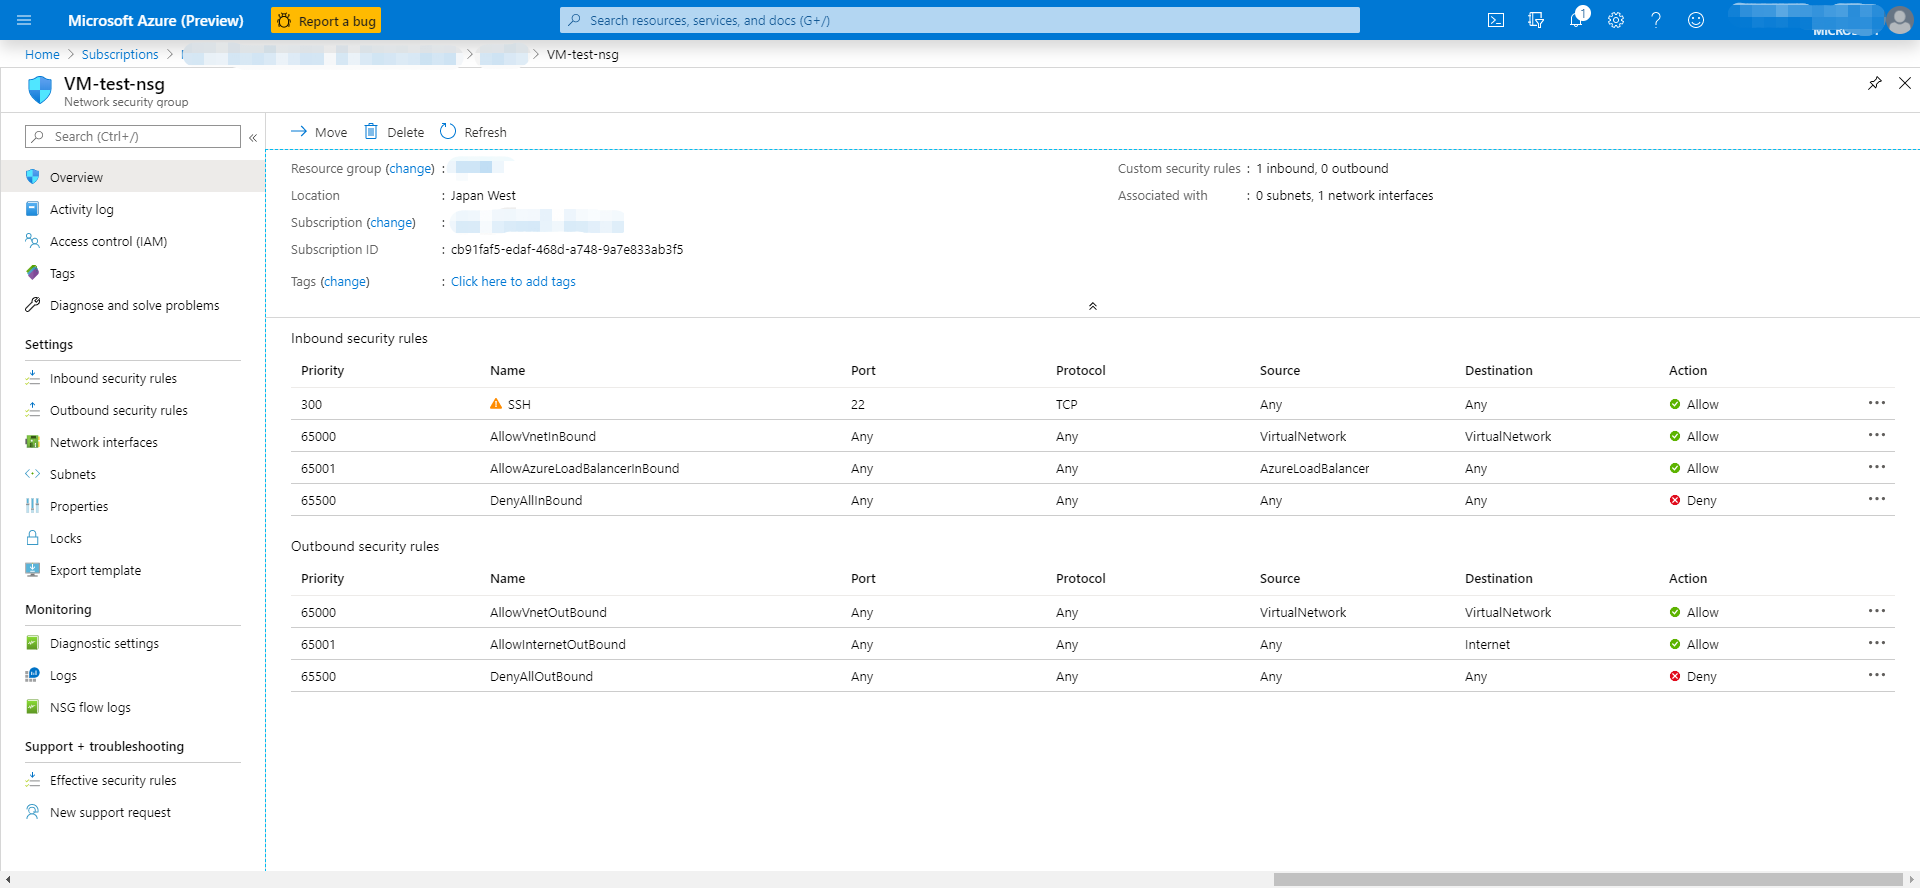 Microsoft Azure (Preview)
Report a bug
Search resources, services, and docs (G+/)
1
Home > Subscriptions > > > VM-test-nsg
VM-test-nsg
Network security group
Search (Ctrl+/)
«
Overview
Activity log
Access control (IAM)
Tags
Diagnose and solve problems
Settings
Inbound security rules
Outbound security rules
Network interfaces
Subnets
Properties
Locks
Export template
Monitoring
Diagnostic settings
Logs
NSG flow logs
Support + troubleshooting
Effective security rules
New support request
Move Delete Refresh
Resource group (change) :
Location : Japan West
Subscription (change) :
Subscription ID : cb91faf5-edaf-468d-a748-9a7e833ab3f5
Tags (change) : Click here to add tags
Custom security rules : 1 inbound, 0 outbound
Associated with : 0 subnets, 1 network interfaces
Inbound security rules
Priority Name Port Protocol Source Destination Action
300 SSH 22 TCP Any Any Allow
65000 AllowVnetInBound Any Any VirtualNetwork VirtualNetwork Allow
65001 AllowAzureLoadBalancerInBound Any Any AzureLoadBalancer Any Allow
65500 DenyAllInBound Any Any Any Any Deny
Outbound security rules
Priority Name Port Protocol Source Destination Action
65000 AllowVnetOutBound Any Any VirtualNetwork VirtualNetwork Allow
65001 AllowInternetOutBound Any Any Any Internet Allow
65500 DenyAllOutBound Any Any Any Any Deny